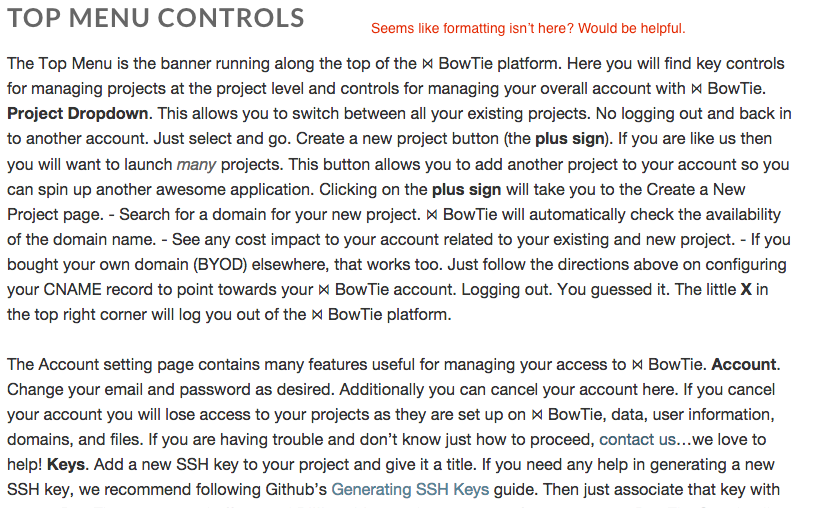 TOP MENU CONTROLS
Seems like formatting isn't here? Would be helpful.
The Top Menu is the banner running along the top of the ⋈ BowTie platform. Here you will find key controls
for managing projects at the project level and controls for managing your overall account with ⋈ BowTie.
Project Dropdown. This allows you to switch between all your existing projects. No logging out and back in
to another account. Just select and go. Create a new project button (the plus sign). If you are like us then
you will want to launch many projects. This button allows you to add another project to your account so you
can spin up another awesome application. Clicking on the plus sign will take you to the Create a New
Project page. - Search for a domain for your new project. ⋈ BowTie will automatically check the availability
of the domain name. - See any cost impact to your account related to your existing and new project. - If you
bought your own domain (BYOD) elsewhere, that works too. Just follow the directions above on configuring
your CNAME record to point towards your ⋈ BowTie account. Logging out. You guessed it. The little X in
the top right corner will log you out of the ⋈ BowTie platform.
The Account setting page contains many features useful for managing your access to ⋈ BowTie. Account.
Change your email and password as desired. Additionally you can cancel your account here. If you cancel
your account you will lose access to your projects as they are set up on ⋈ BowTie, data, user information,
domains, and files. If you are having trouble and don't know just how to proceed, contact us…we love to
help! Keys. Add a new SSH key to your project and give it a title. If you need any help in generating a new
SSH key, we recommend following Github's Generating SSH Keys guide. Then just associate that key with